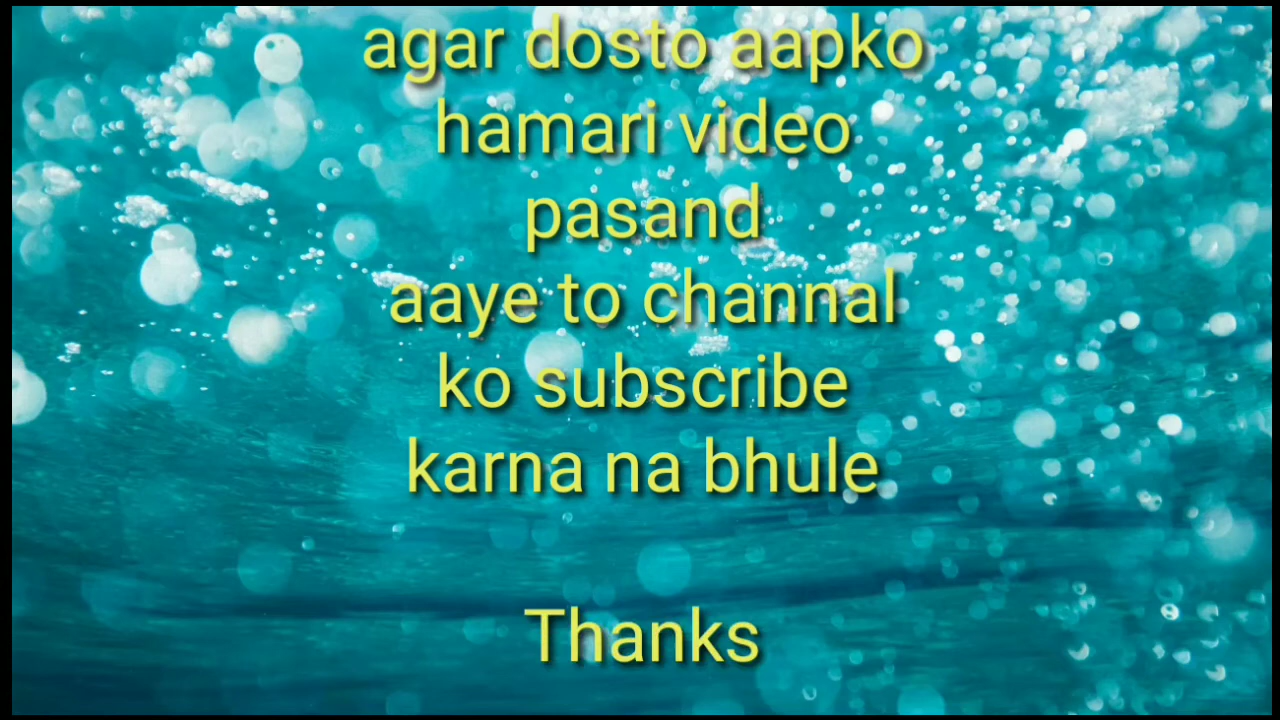 agar dosto aapko
hamari video
pasand
aaye to channal
ko subscribe
karna na bhule
Thanks